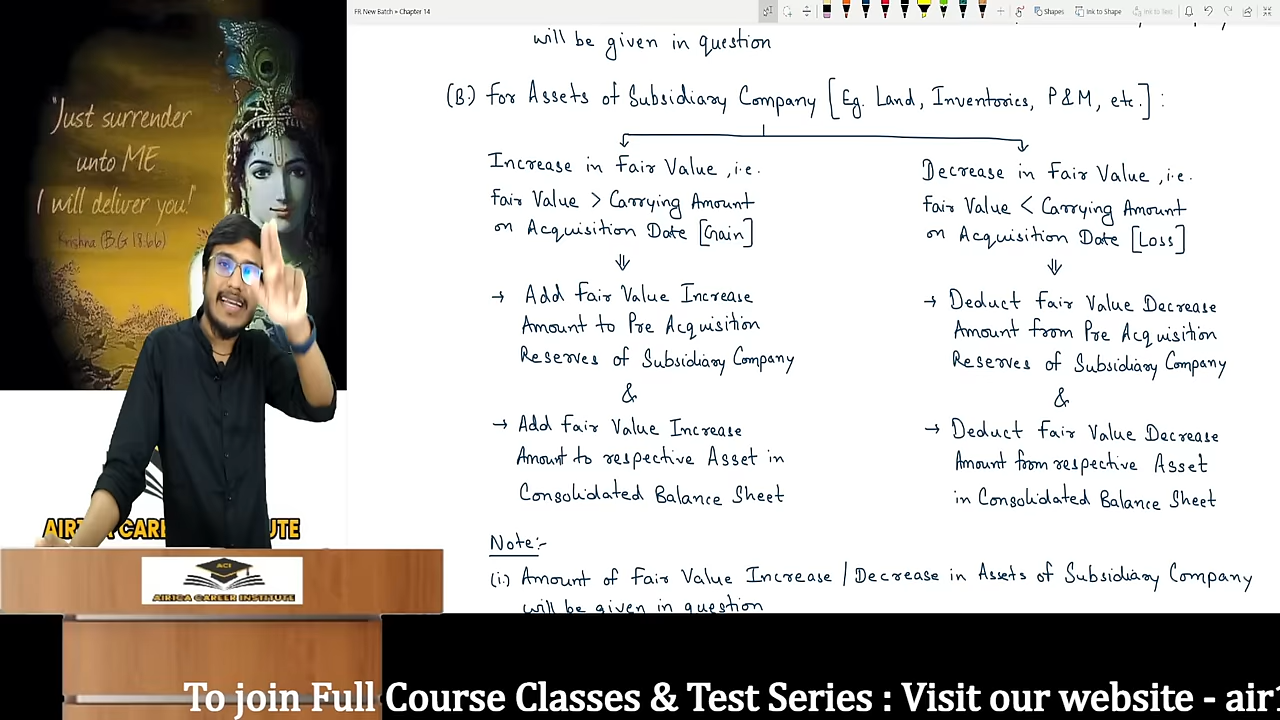 FR New Batch » Chapter 14
Shapes
Ink to Shape
Ink to Text
will be given in question
(B) For Assets of Subsidiary Company [Eg. Land, Inventories, P&M, etc.] :
Increase in Fair Value, i.e.
Fair Value > Carrying Amount
on Acquisition Date [Gain]
⇓
→ Add Fair Value Increase
Amount to Pre Acquisition
Reserves of Subsidiary Company
&
→ Add Fair Value Increase
Amount to respective Asset in
Consolidated Balance Sheet
Decrease in Fair Value, i.e.
Fair Value < Carrying Amount
on Acquisition Date [Loss]
⇓
→ Deduct Fair Value Decrease
Amount from Pre Acquisition
Reserves of Subsidiary Company
&
→ Deduct Fair Value Decrease
Amount from respective Asset
in Consolidated Balance Sheet
Note:-
(i.) Amount of Fair Value Increase / Decrease in Assets of Subsidiary Company
will be given in question
"Just surrender
unto ME
I will deliver you!"
Krishna (B.G 18:66)
ACI
AIR1CA CAREER INSTITUTE
To join Full Course Classes & Test Series : Visit our website - air1